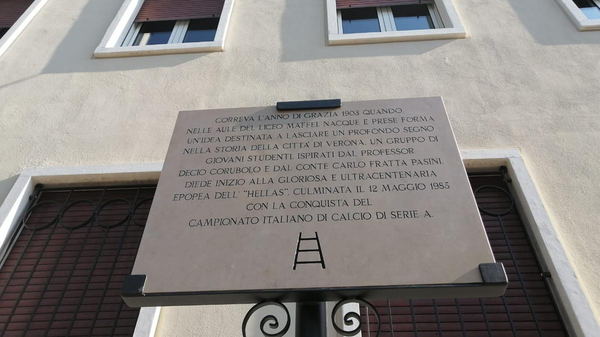 CORREVA L'ANNO DI GRAZIA 1903 QUANDO
NELLE AULE DEL LICEO MAFFEI NACQUE E PRESE FORMA
UN'IDEA DESTINATA A LASCIARE UN PROFONDO SEGNO
NELLA STORIA DELLA CITTÀ DI VERONA. UN GRUPPO DI
GIOVANI STUDENTI, ISPIRATI DAL PROFESSOR
DECIO CORUBOLO E DAL CONTE CARLO FRATTA PASINI
DIEDE INIZIO ALLA GLORIOSA E ULTRACENTENARIA
EPOPEA DELL' "HELLAS", CULMINATA IL 12 MAGGIO 1985
CON LA CONQUISTA DEL
CAMPIONATO ITALIANO DI CALCIO DI SERIE A.